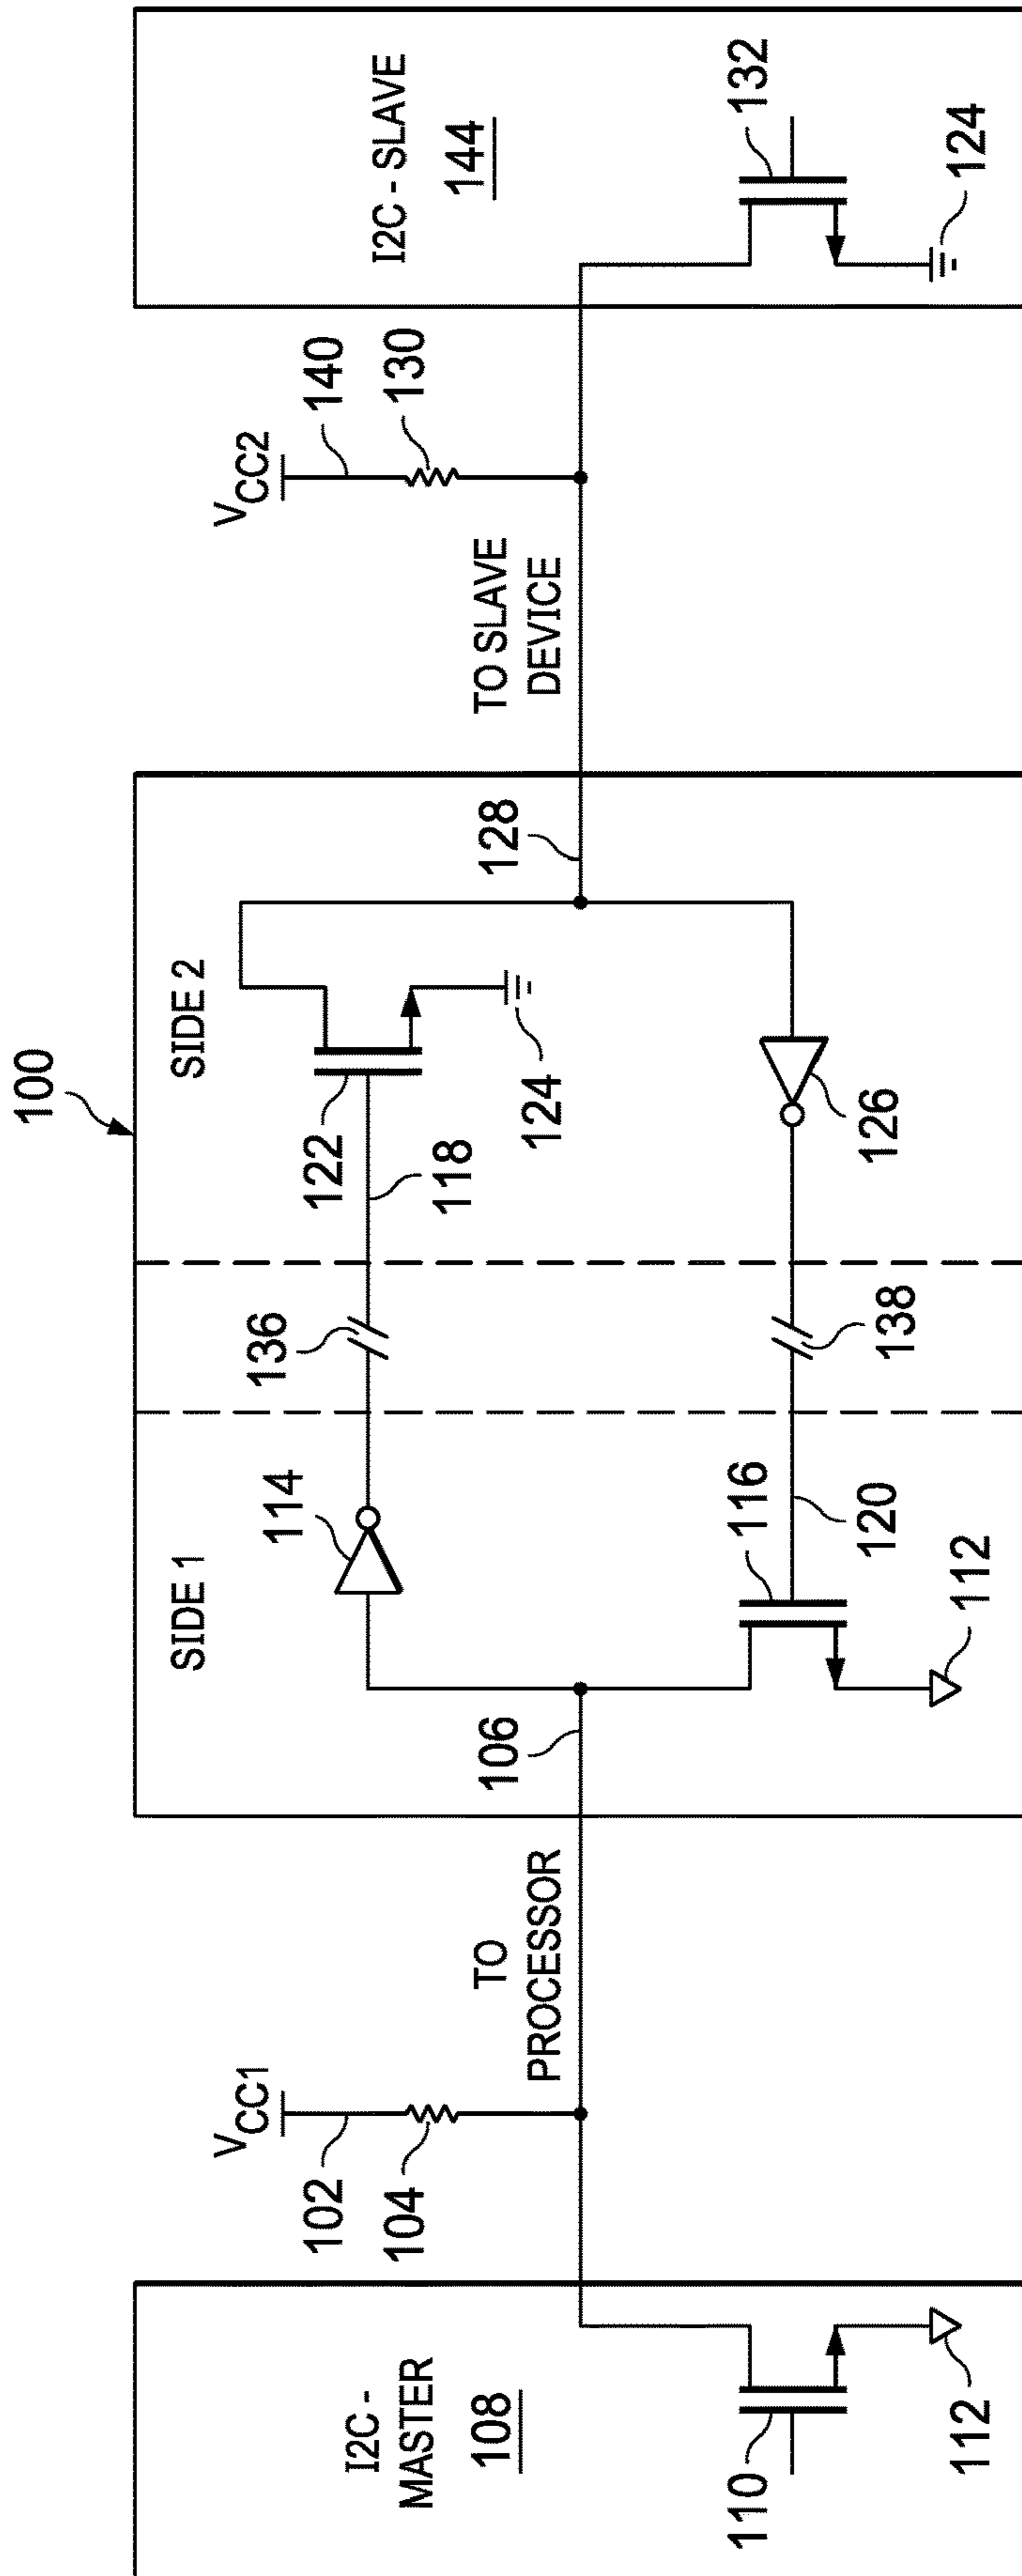 100
I2C -
MASTER
108
110
112
VCC1
102
104
TO
PROCESSOR
106
SIDE 1
114
116
120
112
136
138
SIDE 2
122
118
124
126
128
TO SLAVE
DEVICE
VCC2
140
130
I2C - SLAVE
144
132
124